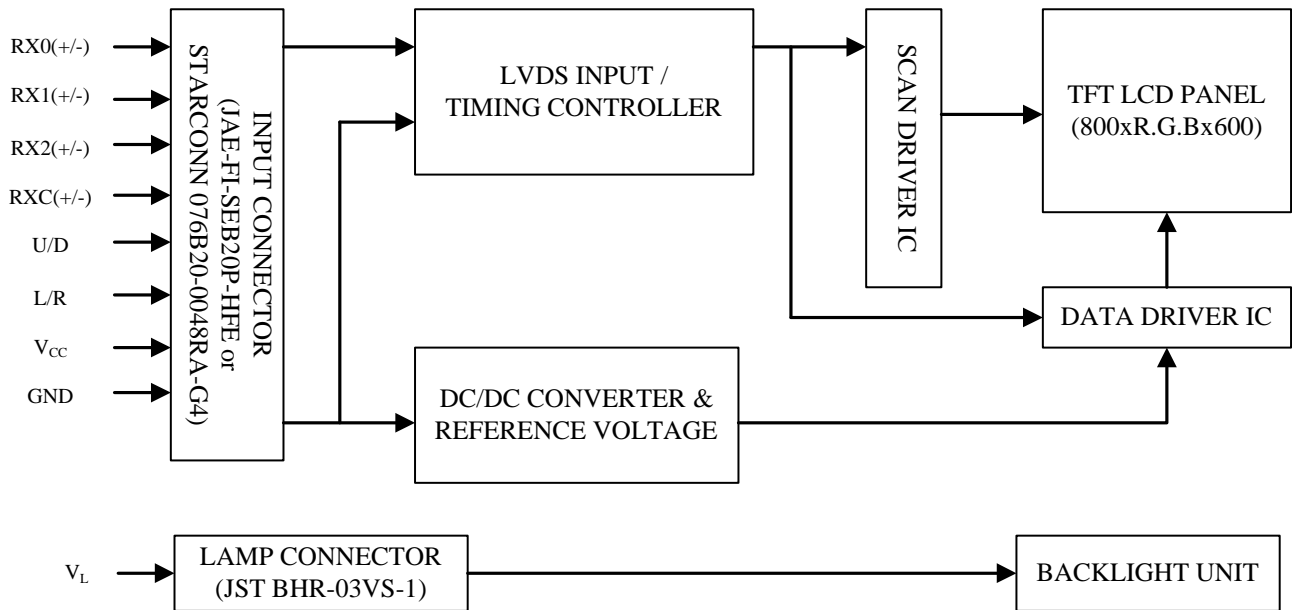 RX0(+/-)
RX1(+/-)
RX2(+/-)
RXC(+/-)
U/D
L/R
VCC
GND
INPUT CONNECTOR
(JAE-FI-SEB20P-HFE or
STARCONN 076B20-0048RA-G4)
LVDS INPUT /
TIMING CONTROLLER
SCAN DRIVER IC
TFT LCD PANEL
(800xR.G.Bx600)
DATA DRIVER IC
DC/DC CONVERTER &
REFERENCE VOLTAGE
VL
LAMP CONNECTOR
(JST BHR-03VS-1)
BACKLIGHT UNIT